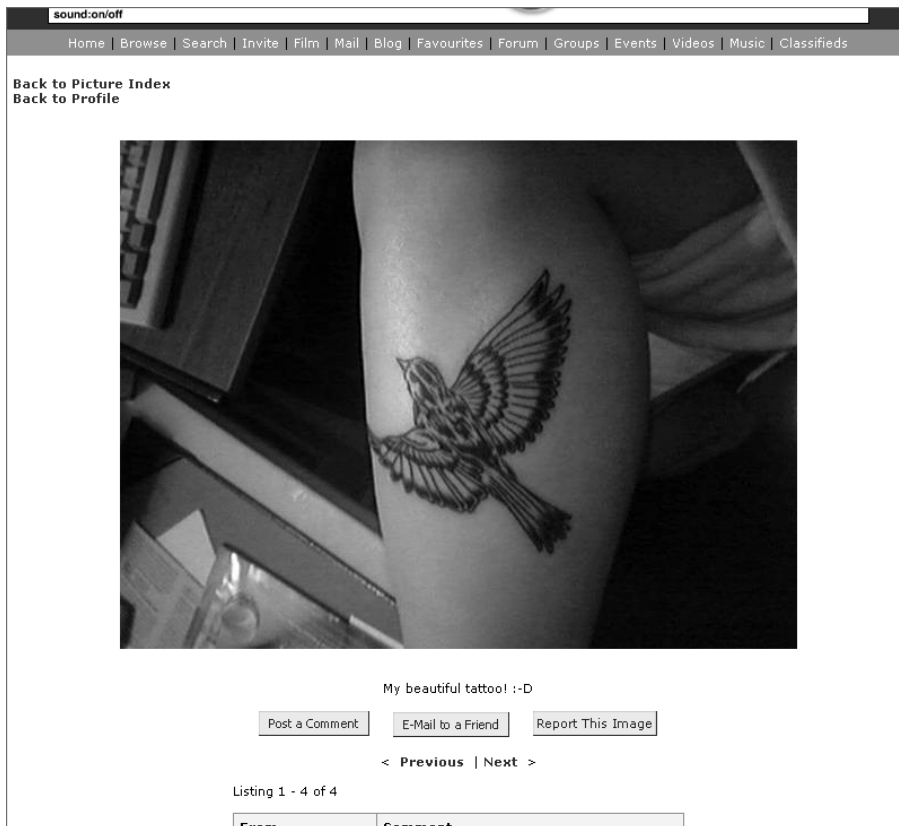 sound:on/off
Home | Browse | Search | Invite | Film | Mail | Blog | Favourites | Forum | Groups | Events | Videos | Music | Classifieds
Back to Picture Index
Back to Profile
My beautiful tattoo! :-D
Post a Comment
E-Mail to a Friend
Report This Image
< Previous | Next >
Listing 1 - 4 of 4
From
Comment